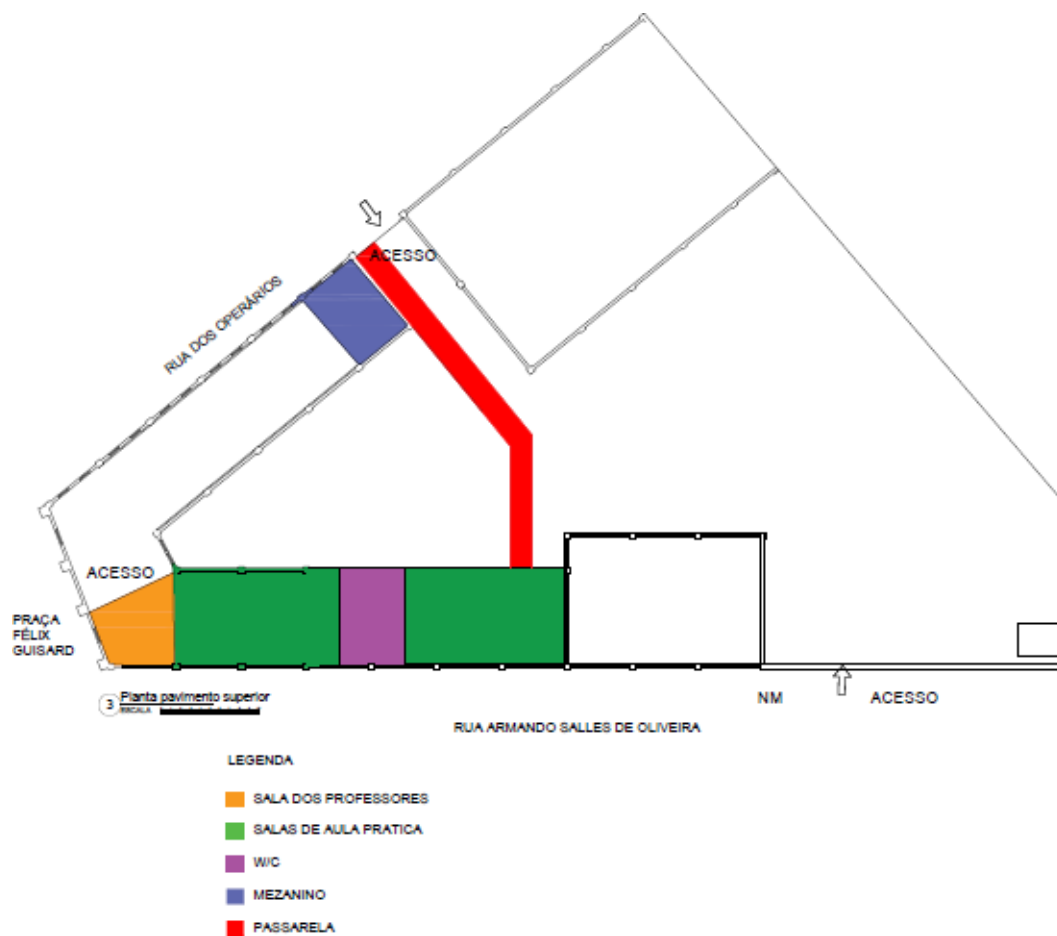 ACESSO
RUA DOS OPERÁRIOS
ACESSO
PRAÇA
FÉLIX
GUISARD
3 Planta pavimento superior
ESCALA
NM
ACESSO
RUA ARMANDO SALLES DE OLIVEIRA
LEGENDA
SALA DOS PROFESSORES
SALAS DE AULA PRATICA
W/C
MEZANINO
PASSARELA